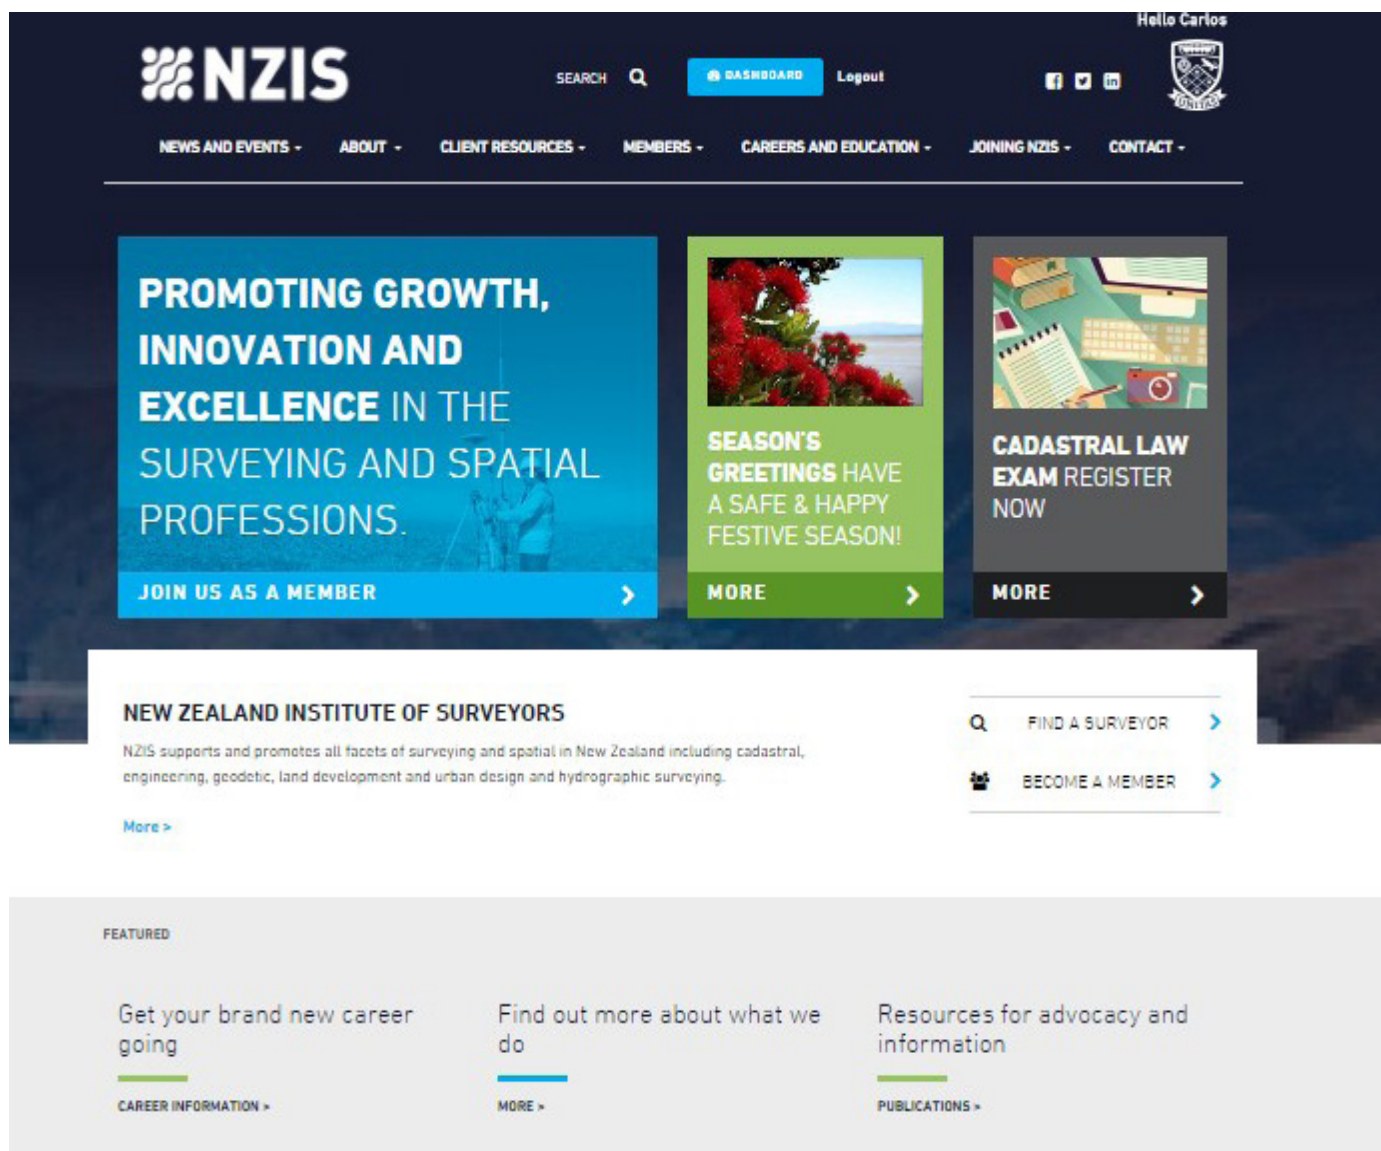 Hello Carlos
NZIS
SEARCH
DASHBOARD
Logout
NEWS AND EVENTS
ABOUT
CLIENT RESOURCES
MEMBERS
CAREERS AND EDUCATION
JOINING NZIS
CONTACT
PROMOTING GROWTH,
INNOVATION AND
EXCELLENCE IN THE
SURVEYING AND SPATIAL
PROFESSIONS.
JOIN US AS A MEMBER
SEASON'S
GREETINGS HAVE
A SAFE & HAPPY
FESTIVE SEASON!
MORE
CADASTRAL LAW
EXAM REGISTER
NOW
MORE
NEW ZEALAND INSTITUTE OF SURVEYORS
NZIS supports and promotes all facets of surveying and spatial in New Zealand including cadastral,
engineering, geodetic, land development and urban design and hydrographic surveying.
More >
FIND A SURVEYOR
BECOME A MEMBER
FEATURED
Get your brand new career
going
CAREER INFORMATION >
Find out more about what we
do
MORE >
Resources for advocacy and
information
PUBLICATIONS >